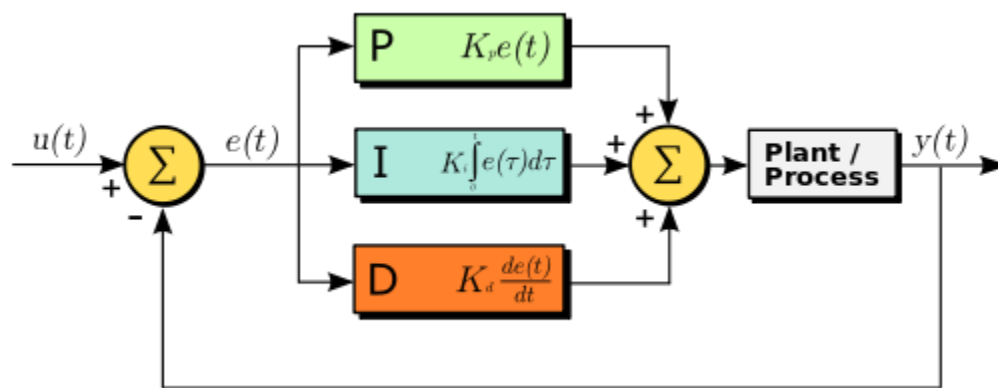 P K_p e(t)
u(t)
+
-
Σ
e(t)
I K_i ∫_0^t e(τ)dτ
D K_d de(t)/dt
+
+
+
Σ
Plant /
Process
y(t)